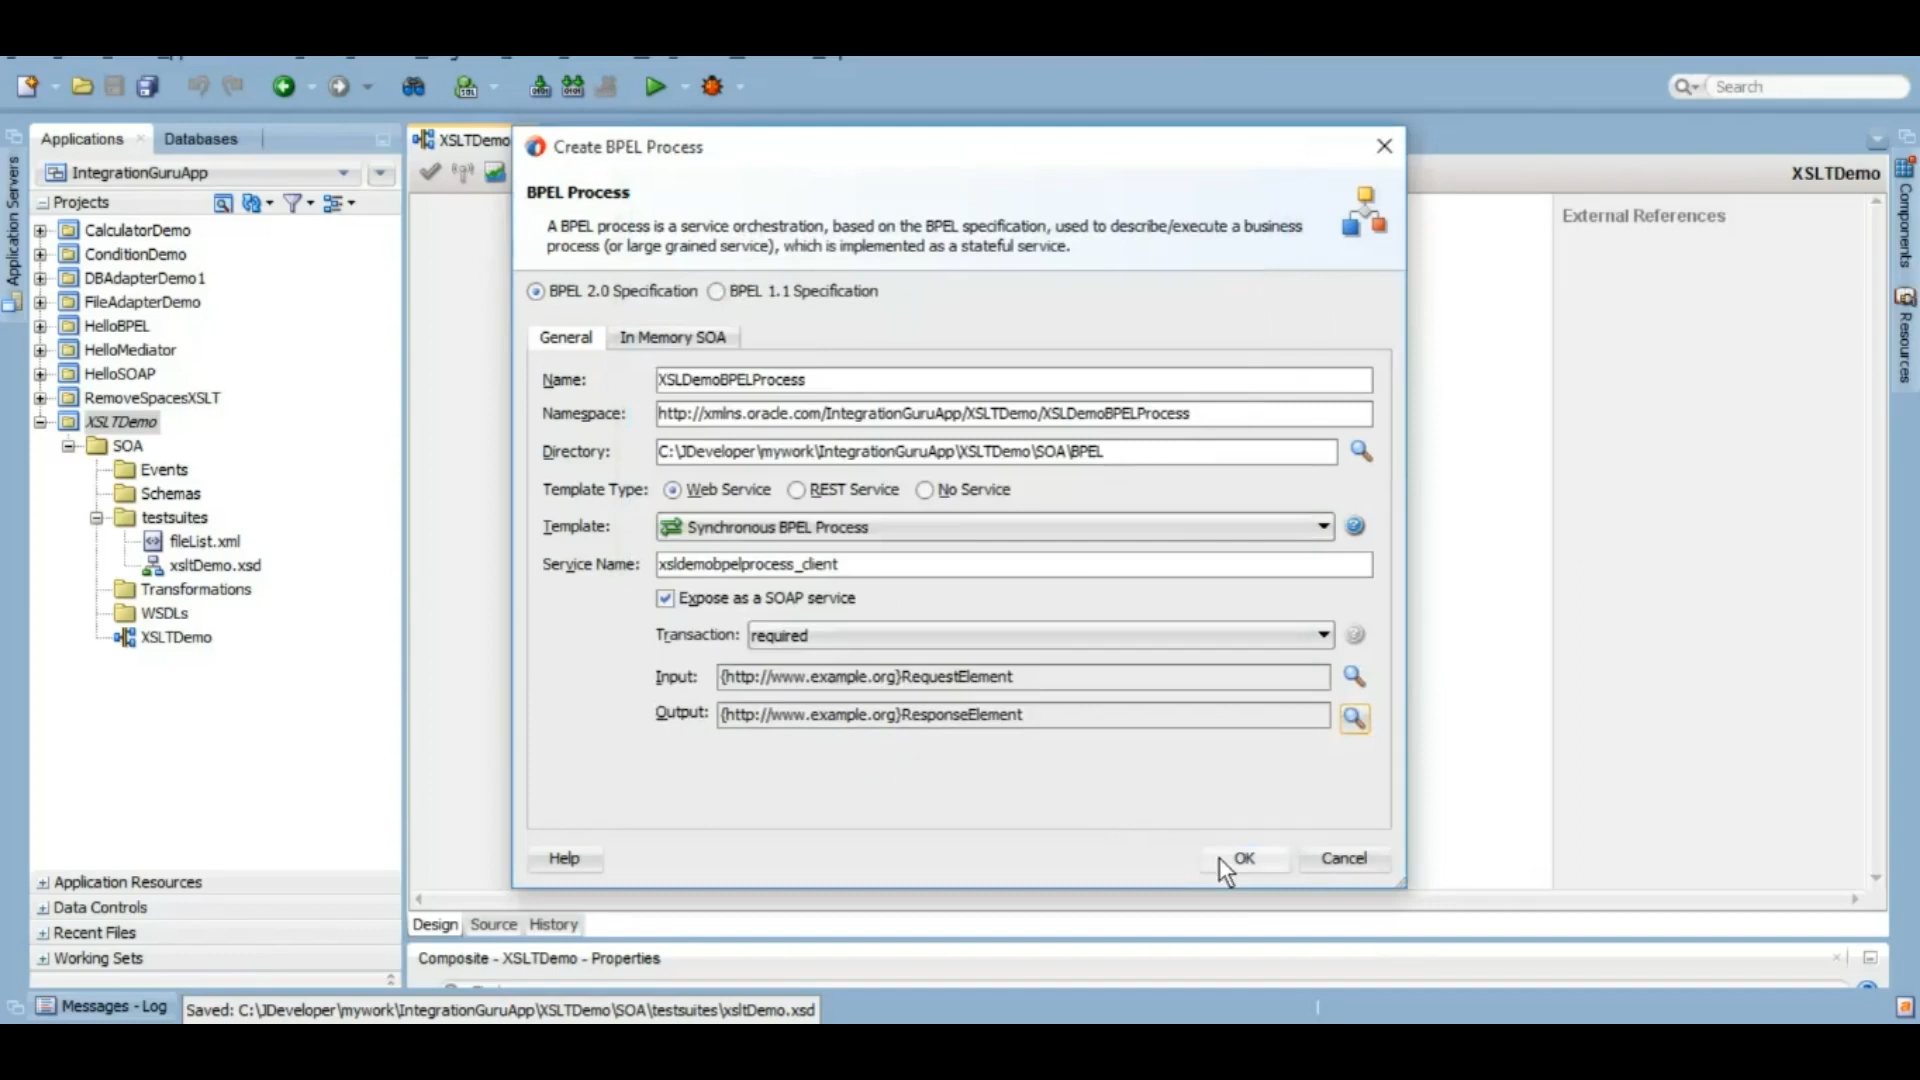 Search
Applications
Databases
IntegrationGuruApp
Projects
CalculatorDemo
ConditionDemo
DBAdapterDemo1
FileAdapterDemo
HelloBPEL
HelloMediator
HelloSOAP
RemoveSpacesXSLT
XSLTDemo
SOA
Events
Schemas
testsuites
fileList.xml
xsltDemo.xsd
Transformations
WSDLs
XSLTDemo
Application Resources
Data Controls
Recent Files
Working Sets
Application Servers
XSLTDemo
Create BPEL Process
BPEL Process
A BPEL process is a service orchestration, based on the BPEL specification, used to describe/execute a business
process (or large grained service), which is implemented as a stateful service.
BPEL 2.0 Specification BPEL 1.1 Specification
General In Memory SOA
Name: XSLDemoBPELProcess
Namespace: http://xmlns.oracle.com/IntegrationGuruApp/XSLTDemo/XSLDemoBPELProcess
Directory: C:\JDeveloper\mywork\IntegrationGuruApp\XSLTDemo\SOA\BPEL
Template Type: Web Service REST Service No Service
Template: Synchronous BPEL Process
Service Name: xsldemobpelprocess_client
Expose as a SOAP service
Transaction: required
Input: {http://www.example.org}RequestElement
Output: {http://www.example.org}ResponseElement
Help OK Cancel
XSLTDemo
External References
Components
Resources
Design Source History
Composite - XSLTDemo - Properties
Messages - Log
Saved: C:\JDeveloper\mywork\IntegrationGuruApp\XSLTDemo\SOA\testsuites\xsltDemo.xsd